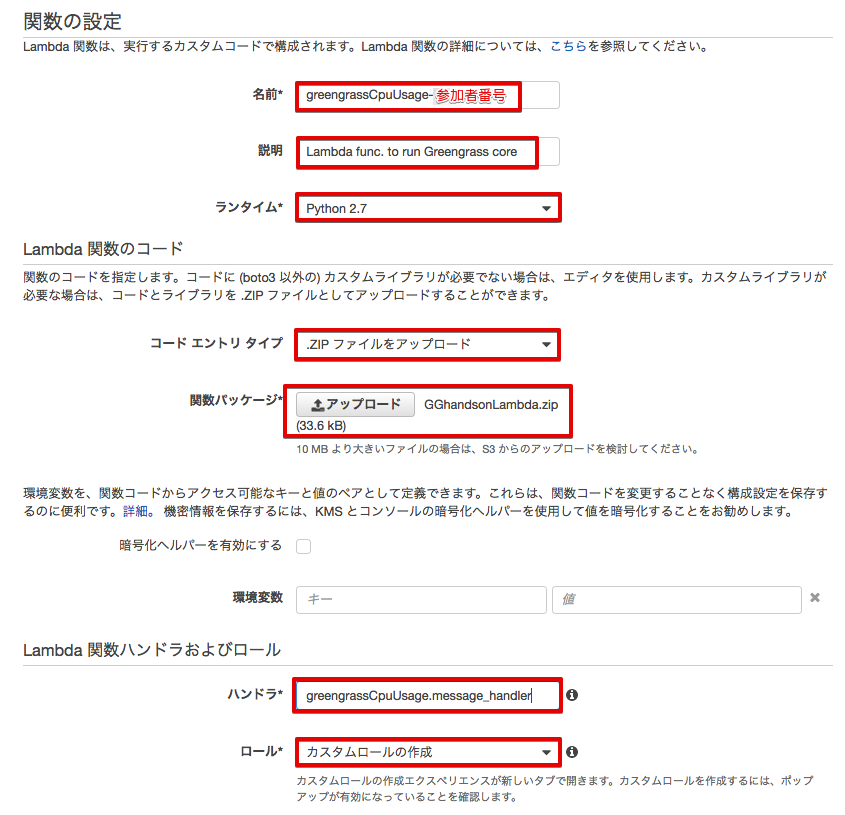 関数の設定
Lambda 関数は、実行するカスタムコードで構成されます。Lambda 関数の詳細については、こちらを参照してください。
名前* greengrassCpuUsage-参加者番号
説明 Lambda func. to run Greengrass core
ランタイム* Python 2.7
Lambda 関数のコード
関数のコードを指定します。コードに (boto3 以外の) カスタムライブラリが必要でない場合は、エディタを使用します。カスタムライブラリが
必要な場合は、コードとライブラリを .ZIP ファイルとしてアップロードすることができます。
コード エントリ タイプ .ZIP ファイルをアップロード
関数パッケージ* アップロード GGhandsonLambda.zip
(33.6 kB)
10 MB より大きいファイルの場合は、S3 からのアップロードを検討してください。
環境変数を、関数コードからアクセス可能なキーと値のペアとして定義できます。これらは、関数コードを変更することなく構成設定を保存す
るのに便利です。詳細。 機密情報を保存するには、KMS とコンソールの暗号化ヘルパーを使用して値を暗号化することをお勧めします。
暗号化ヘルパーを有効にする
環境変数 キー 値
Lambda 関数ハンドラおよびロール
ハンドラ* greengrassCpuUsage.message_handler
ロール* カスタムロールの作成
カスタムロールの作成エクスペリエンスが新しいタブで開きます。カスタムロールを作成するには、ポップ
アップが有効になっていることを確認します。